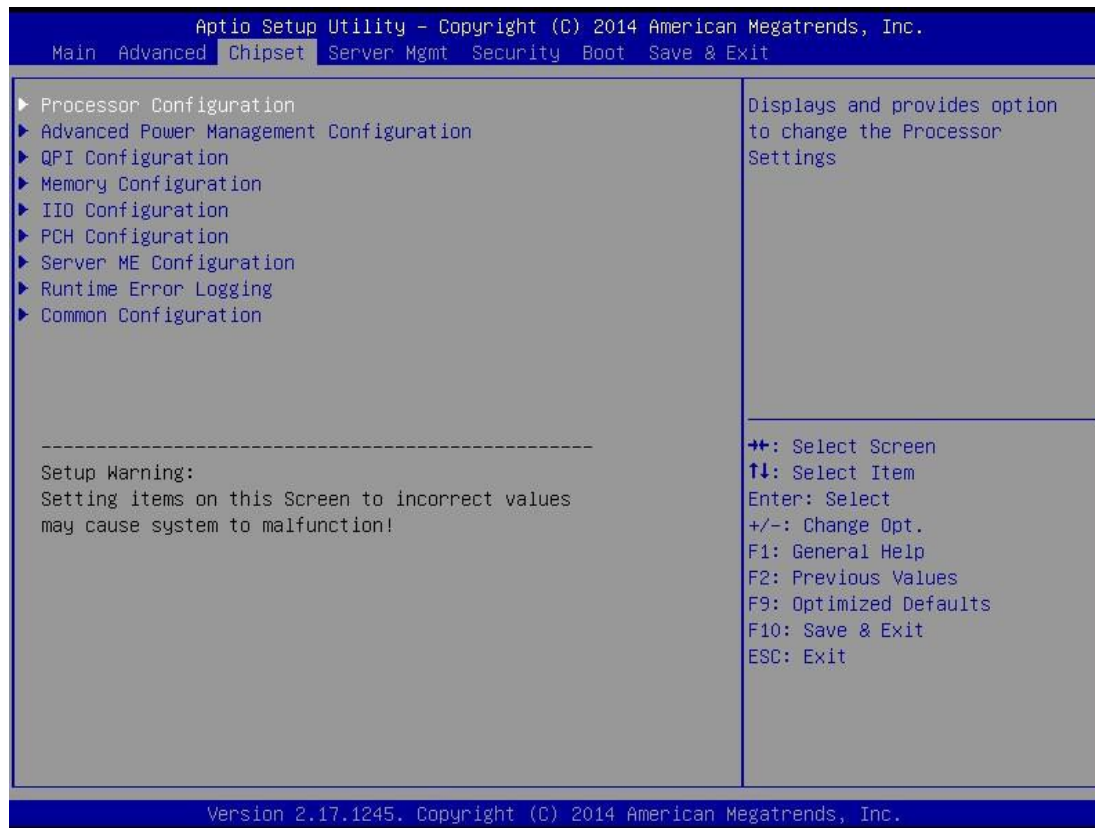 Aptio Setup Utility – Copyright (C) 2014 American Megatrends, Inc.
Main Advanced Chipset Server Mgmt Security Boot Save & Exit
▶ Processor Configuration
▶ Advanced Power Management Configuration
▶ QPI Configuration
▶ Memory Configuration
▶ IIO Configuration
▶ PCH Configuration
▶ Server ME Configuration
▶ Runtime Error Logging
▶ Common Configuration
--------------------------------------------------
Setup Warning:
Setting items on this Screen to incorrect values
may cause system to malfunction!
Displays and provides option
to change the Processor
Settings
→←: Select Screen
↑↓: Select Item
Enter: Select
+/-: Change Opt.
F1: General Help
F2: Previous Values
F9: Optimized Defaults
F10: Save & Exit
ESC: Exit
Version 2.17.1245. Copyright (C) 2014 American Megatrends, Inc.